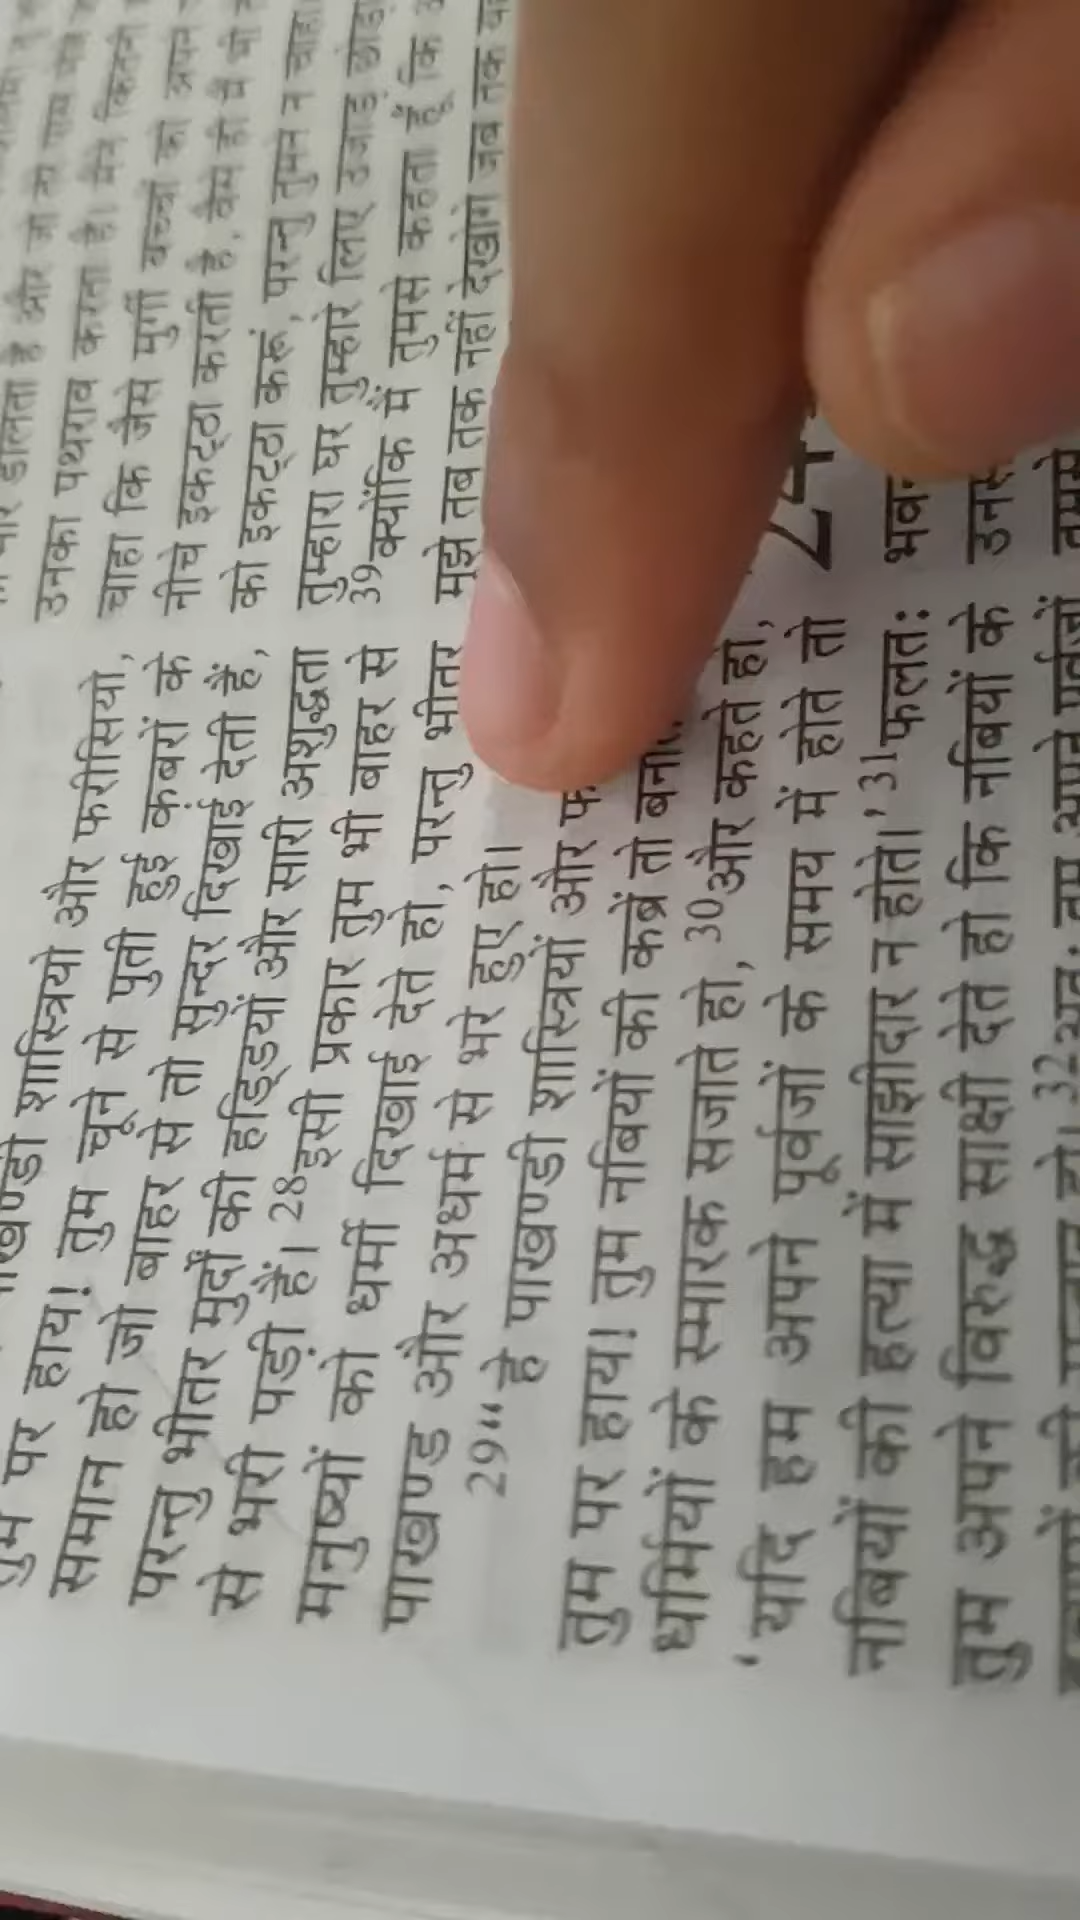 तुम पर हाय! तुम चूने से पुती हुई कबरों के
समान हो जो बाहर से तो सुन्दर दिखाई देती हैं,
परन्तु भीतर मुर्दों की हड्डियों और सारी अशुद्धता
से भरी पड़ी हैं। 28इसी प्रकार तुम भी बाहर से
मनुष्यों को धर्मी दिखाई देते हो, परन्तु भीतर
पाखण्ड और अधर्म से भरे हुए हो।
29“हे पाखण्डी शास्त्रियों और
तुम पर हाय! तुम नबियों की कब्रें तो
धर्मियों के स्मारक सजाते हो, 30और कहते हो,
‘यदि हम अपने पूर्वजों के समय में होते तो
नबियों की हत्या में साझीदार न होते।’ 31फलत:
तुम अपने विरुद्ध साक्षी देते हो कि नबियों के
उनका पथराव करता है।
चाहा कि जैसे मुर्गी बच्चों को
नीचे इकट्ठा करती है, वैसे ही मैं भी
को इकट्ठा करूं, परन्तु तुमने न चाहा।
तुम्हारा घर तुम्हारे लिए उजाड़
39क्योंकि मैं तुमसे कहता हूँ कि
मुझे तब तक नहीं देखोगे जब तक